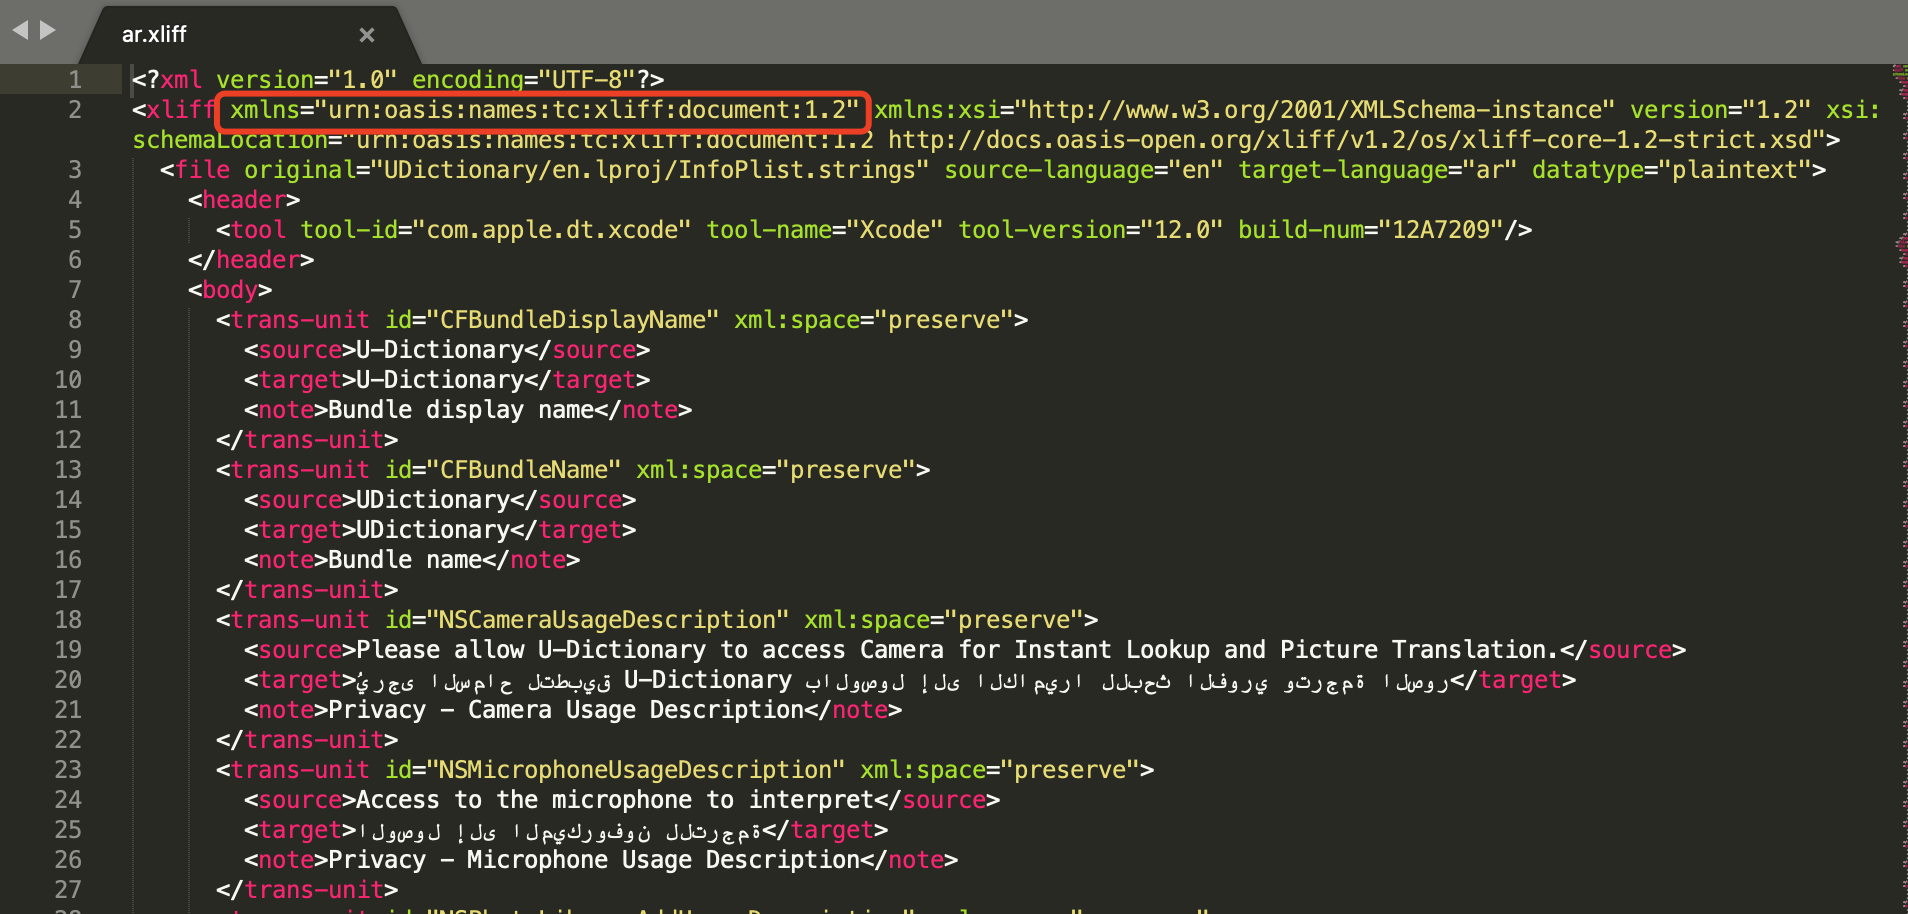 ar.xliff ×
1 <?xml version="1.0" encoding="UTF-8"?>
2 <xliff xmlns="urn:oasis:names:tc:xliff:document:1.2" xmlns:xsi="http://www.w3.org/2001/XMLSchema-instance" version="1.2" xsi:
schemaLocation="urn:oasis:names:tc:xliff:document:1.2 http://docs.oasis-open.org/xliff/v1.2/os/xliff-core-1.2-strict.xsd">
3 <file original="UDictionary/en.lproj/InfoPlist.strings" source-language="en" target-language="ar" datatype="plaintext">
4 <header>
5 <tool tool-id="com.apple.dt.xcode" tool-name="Xcode" tool-version="12.0" build-num="12A7209"/>
6 </header>
7 <body>
8 <trans-unit id="CFBundleDisplayName" xml:space="preserve">
9 <source>U-Dictionary</source>
10 <target>U-Dictionary</target>
11 <note>Bundle display name</note>
12 </trans-unit>
13 <trans-unit id="CFBundleName" xml:space="preserve">
14 <source>UDictionary</source>
15 <target>UDictionary</target>
16 <note>Bundle name</note>
17 </trans-unit>
18 <trans-unit id="NSCameraUsageDescription" xml:space="preserve">
19 <source>Please allow U-Dictionary to access Camera for Instant Lookup and Picture Translation.</source>
20 <target>يُرجى السماح لتطبيق U-Dictionary بالوصول إلى الكاميرا للبحث الفوري وترجمة الصور</target>
21 <note>Privacy - Camera Usage Description</note>
22 </trans-unit>
23 <trans-unit id="NSMicrophoneUsageDescription" xml:space="preserve">
24 <source>Access to the microphone to interpret</source>
25 <target>الوصول إلى الميكروفون للترجمة</target>
26 <note>Privacy - Microphone Usage Description</note>
27 </trans-unit>